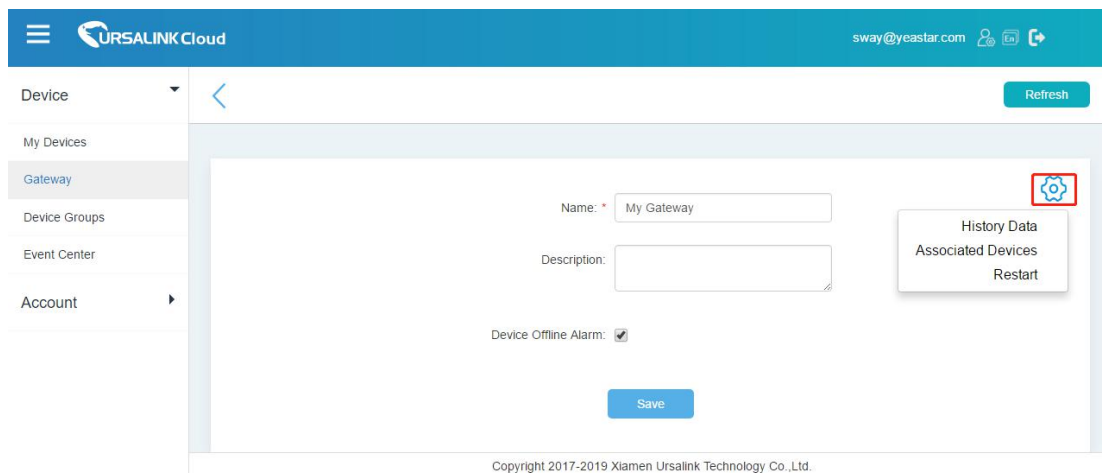 URSALINK Cloud
sway@yeastar.com En
Device
Refresh
My Devices
Gateway
Device Groups
Event Center
Account
Name: * My Gateway
Description:
Device Offline Alarm:
Save
History Data
Associated Devices
Restart
Copyright 2017-2019 Xiamen Ursalink Technology Co.,Ltd.